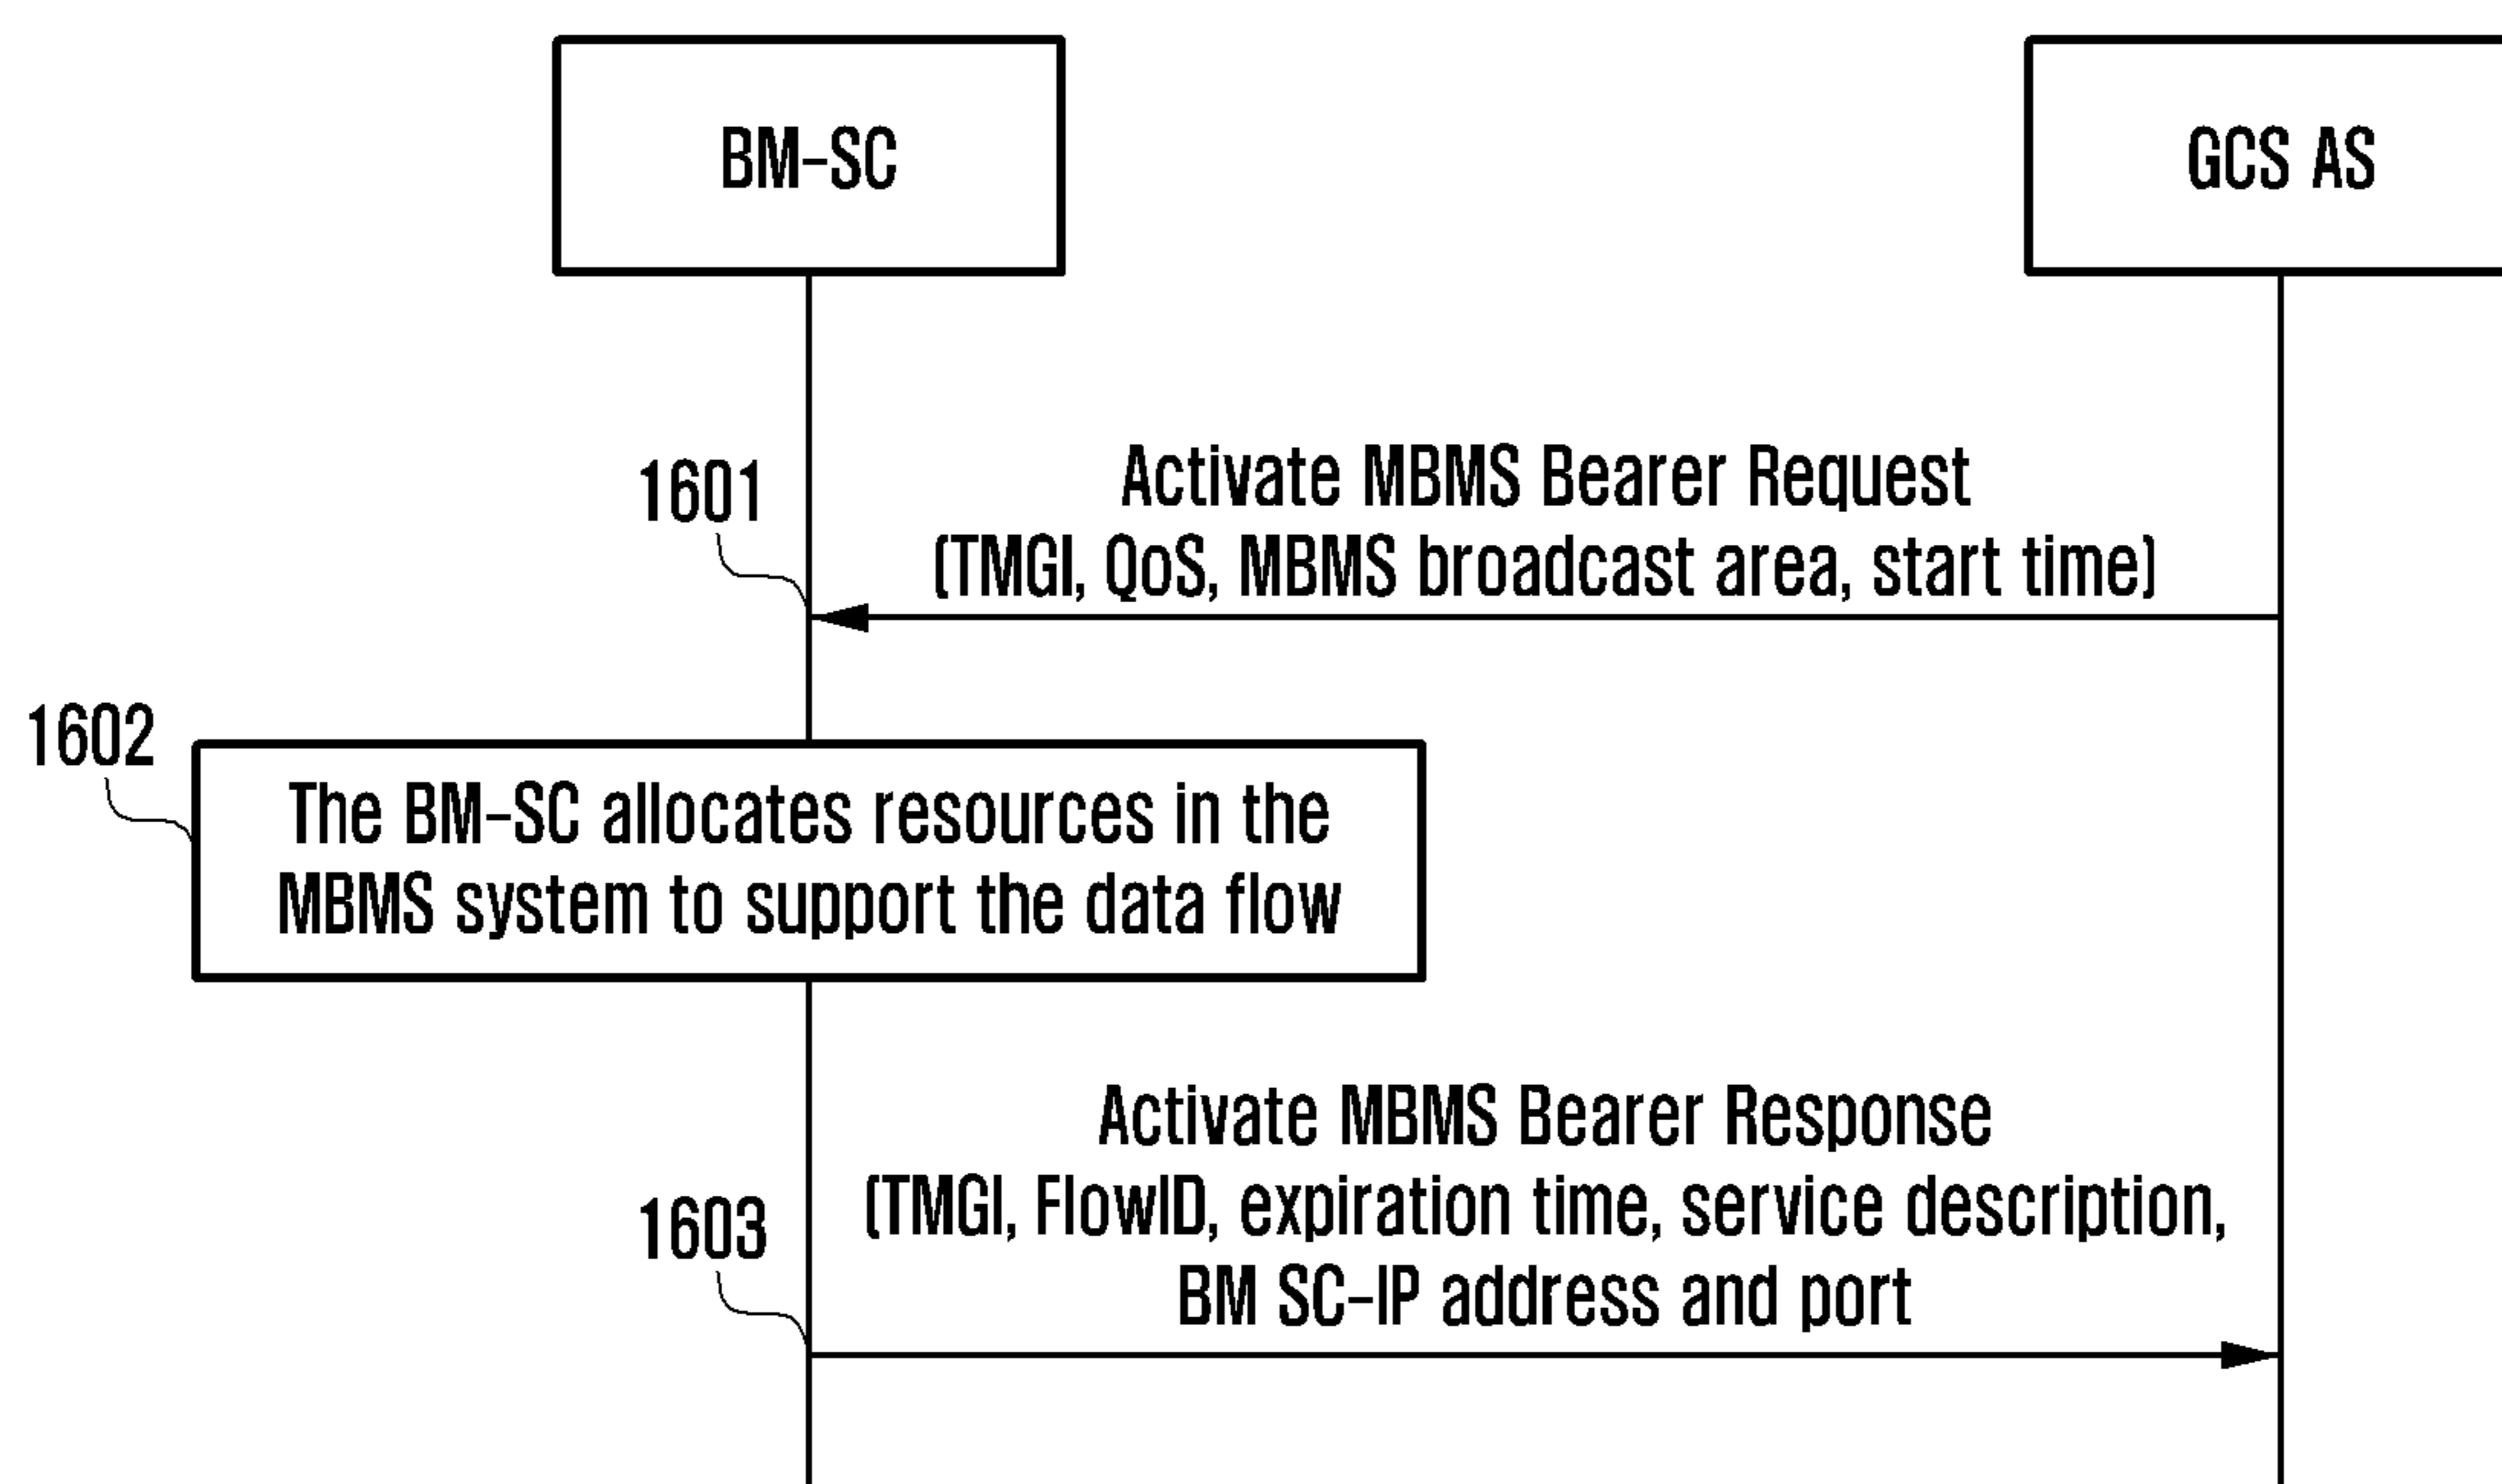 BM-SC
GCS AS
1601
Activate MBMS Bearer Request
(TMGI, QoS, MBMS broadcast area, start time)
1602
The BM-SC allocates resources in the
MBMS system to support the data flow
Activate MBMS Bearer Response
1603
(TMGI, FlowID, expiration time, service description,
BM SC-IP address and port